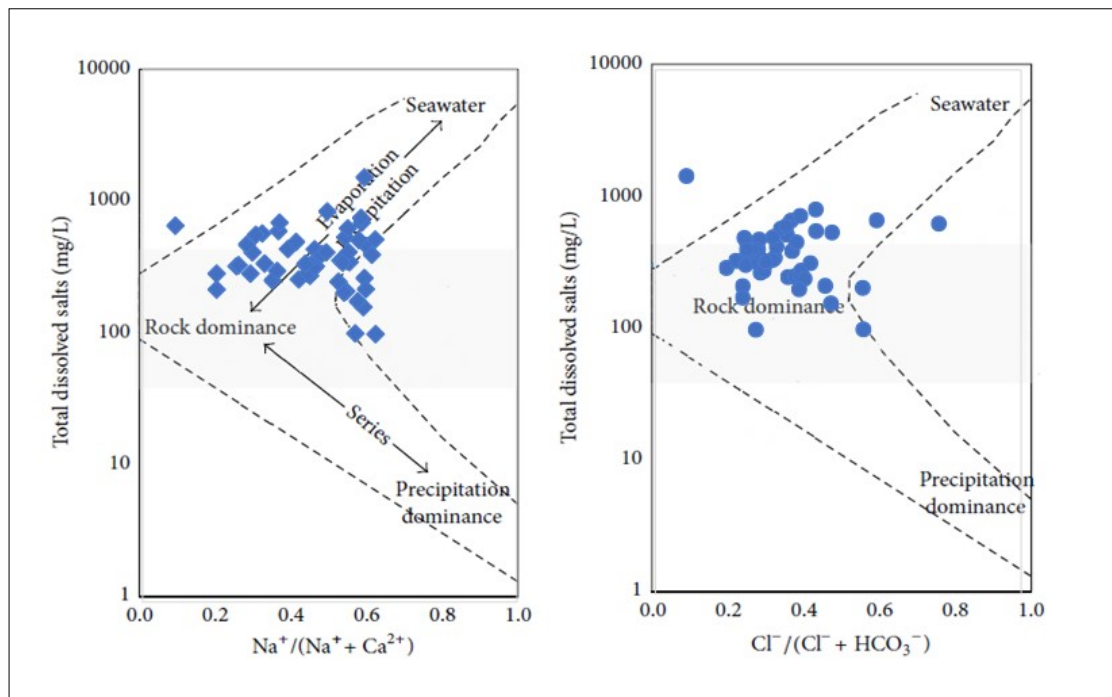 10000
1000
100
10
1
Total dissolved salts (mg/L)
Seawater
Evaporation
ipitation
Rock dominance
Series
Precipitation
dominance
0.0 0.2 0.4 0.6 0.8 1.0
Na⁺/(Na⁺ + Ca²⁺)
10000
1000
100
10
1
Total dissolved salts (mg/L)
Seawater
Rock dominance
Precipitation
dominance
0.0 0.2 0.4 0.6 0.8 1.0
Cl⁻/(Cl⁻ + HCO₃⁻)